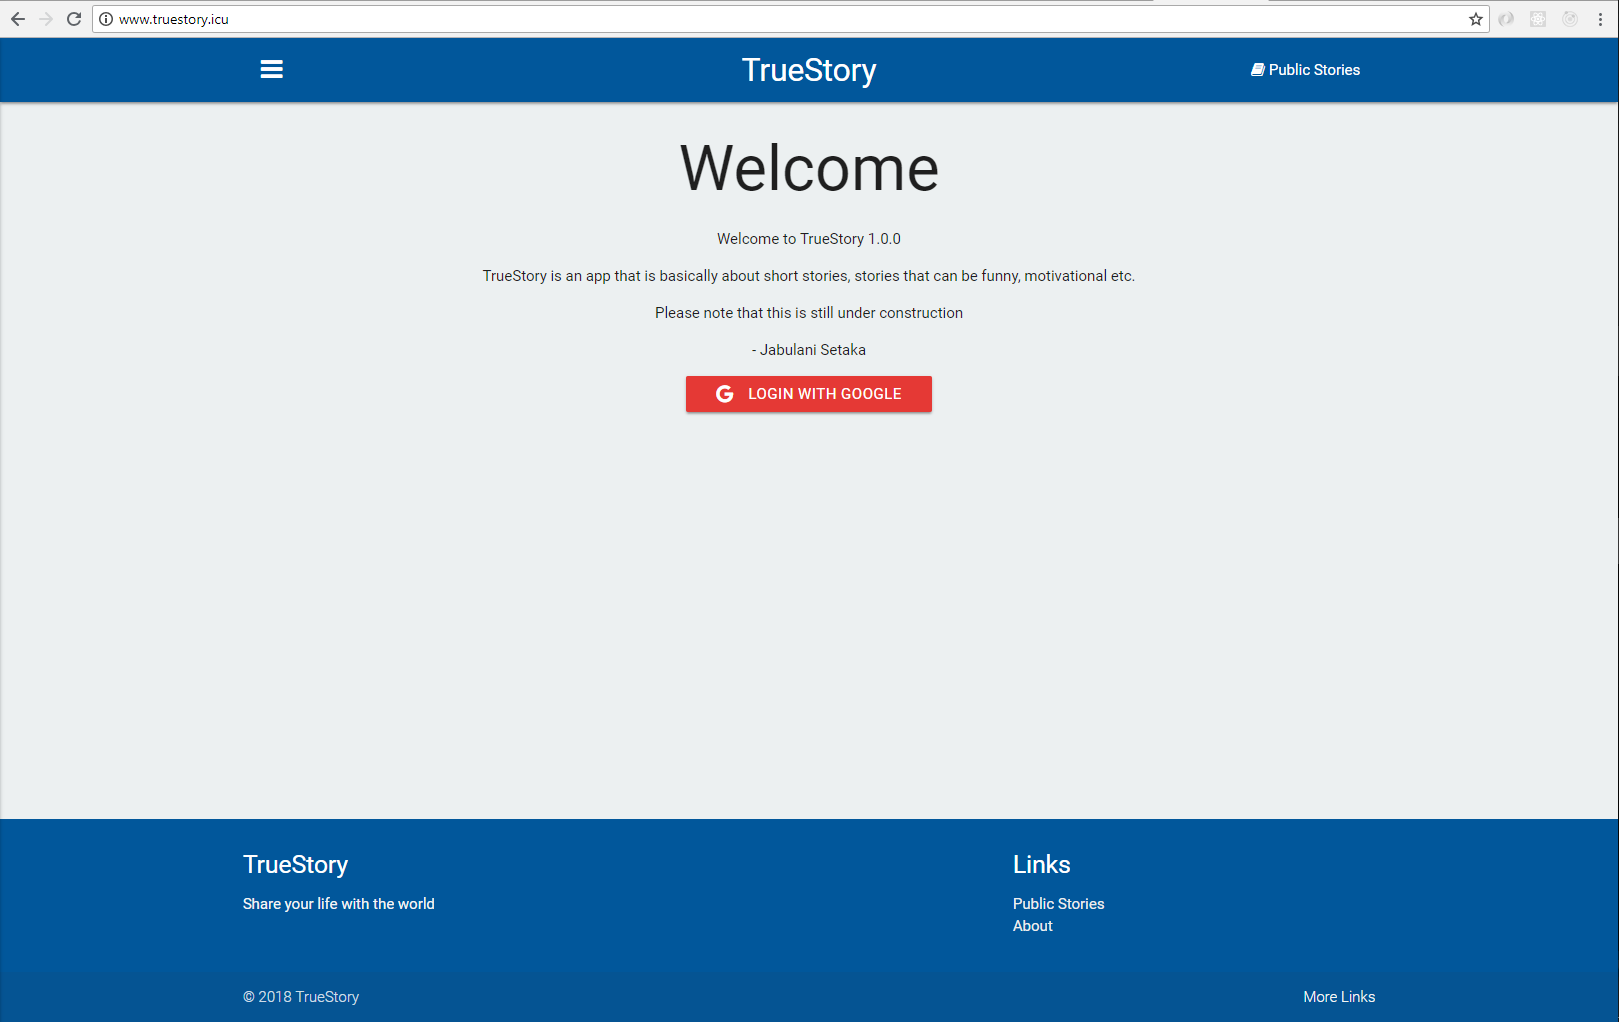 www.truestory.icu
TrueStory
Public Stories
Welcome
Welcome to TrueStory 1.0.0
TrueStory is an app that is basically about short stories, stories that can be funny, motivational etc.
Please note that this is still under construction
- Jabulani Setaka
LOGIN WITH GOOGLE
TrueStory
Share your life with the world
Links
Public Stories
About
© 2018 TrueStory
More Links